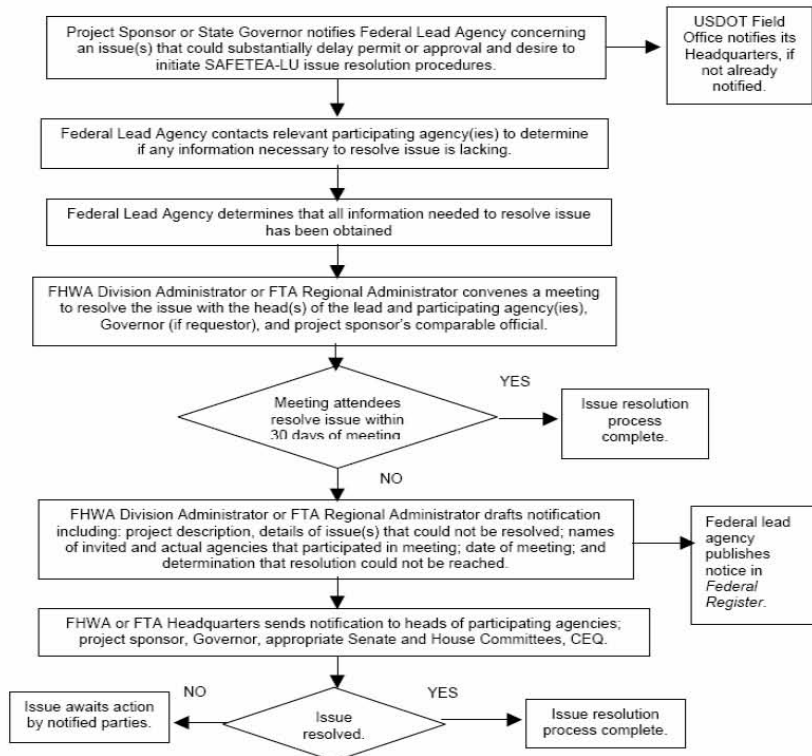 Project Sponsor or State Governor notifies Federal Lead Agency concerning
an issue(s) that could substantially delay permit or approval and desire to
initiate SAFETEA-LU issue resolution procedures.
USDOT Field
Office notifies its
Headquarters, if
not already
notified.
Federal Lead Agency contacts relevant participating agency(ies) to determine
if any information necessary to resolve issue is lacking.
Federal Lead Agency determines that all information needed to resolve issue
has been obtained
FHWA Division Administrator or FTA Regional Administrator convenes a meeting
to resolve the issue with the head(s) of the lead and participating agency(ies),
Governor (if requestor), and project sponsor's comparable official.
Meeting attendees
resolve issue within
30 days of meeting
YES
Issue resolution
process
complete.
NO
FHWA Division Administrator or FTA Regional Administrator drafts notification
including: project description, details of issue(s) that could not be resolved; names
of invited and actual agencies that participated in meeting; date of meeting; and
determination that resolution could not be reached.
Federal lead
agency
publishes
notice in
Federal
Register.
FHWA or FTA Headquarters sends notification to heads of participating agencies;
project sponsor, Governor, appropriate Senate and House Committees, CEQ.
NO
Issue awaits action
by notified parties.
Issue
resolved.
YES
Issue resolution
process complete.